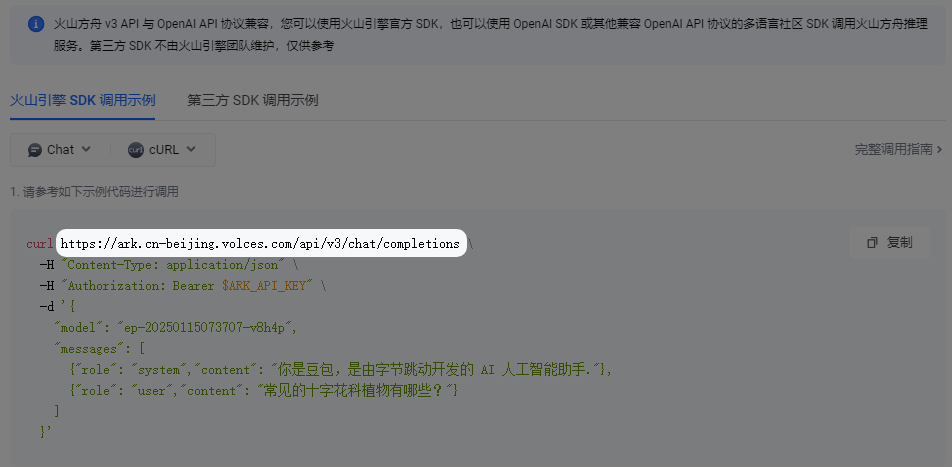 火山方舟 v3 API 与 OpenAI API 协议兼容，您可以使用火山引擎官方 SDK，也可以使用 OpenAI SDK 或其他兼容 OpenAI API 协议的多语言社区 SDK 调用火山方舟推理
服务。第三方 SDK 不由火山引擎团队维护，仅供参考
火山引擎 SDK 调用示例 第三方 SDK 调用示例
Chat cURL 完整调用指南
1. 请参考如下示例代码进行调用
curl https://ark.cn-beijing.volces.com/api/v3/chat/completions \ 复制
-H "Content-Type: application/json" \
-H "Authorization: Bearer $ARK_API_KEY" \
-d '{
"model": "ep-20250115073707-v8h4p",
"messages": [
{"role": "system","content": "你是豆包，是由字节跳动开发的 AI 人工智能助手."},
{"role": "user","content": "常见的十字花科植物有哪些？"}
]
}'